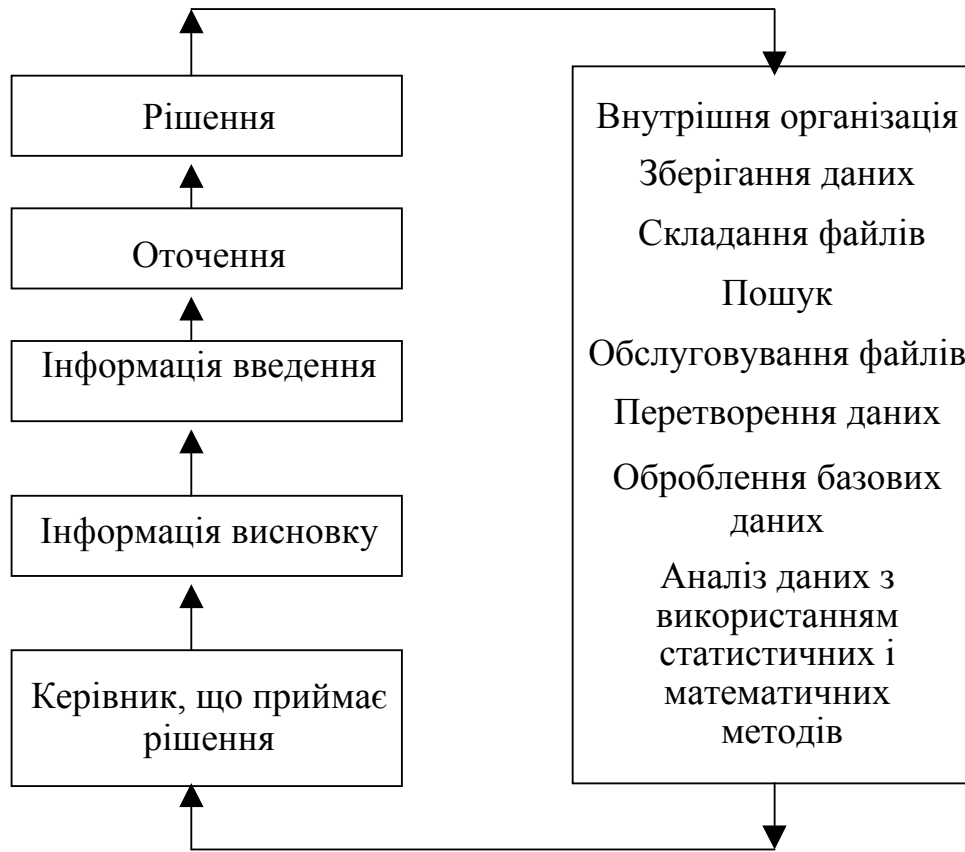 Рішення
Оточення
Інформація введення
Інформація висновку
Керівник, що приймає
рішення
Внутрішня організація
Зберігання даних
Складання файлів
Пошук
Обслуговування файлів
Перетворення даних
Оброблення базових
даних
Аналіз даних з
використанням
статистичних і
математичних
методів